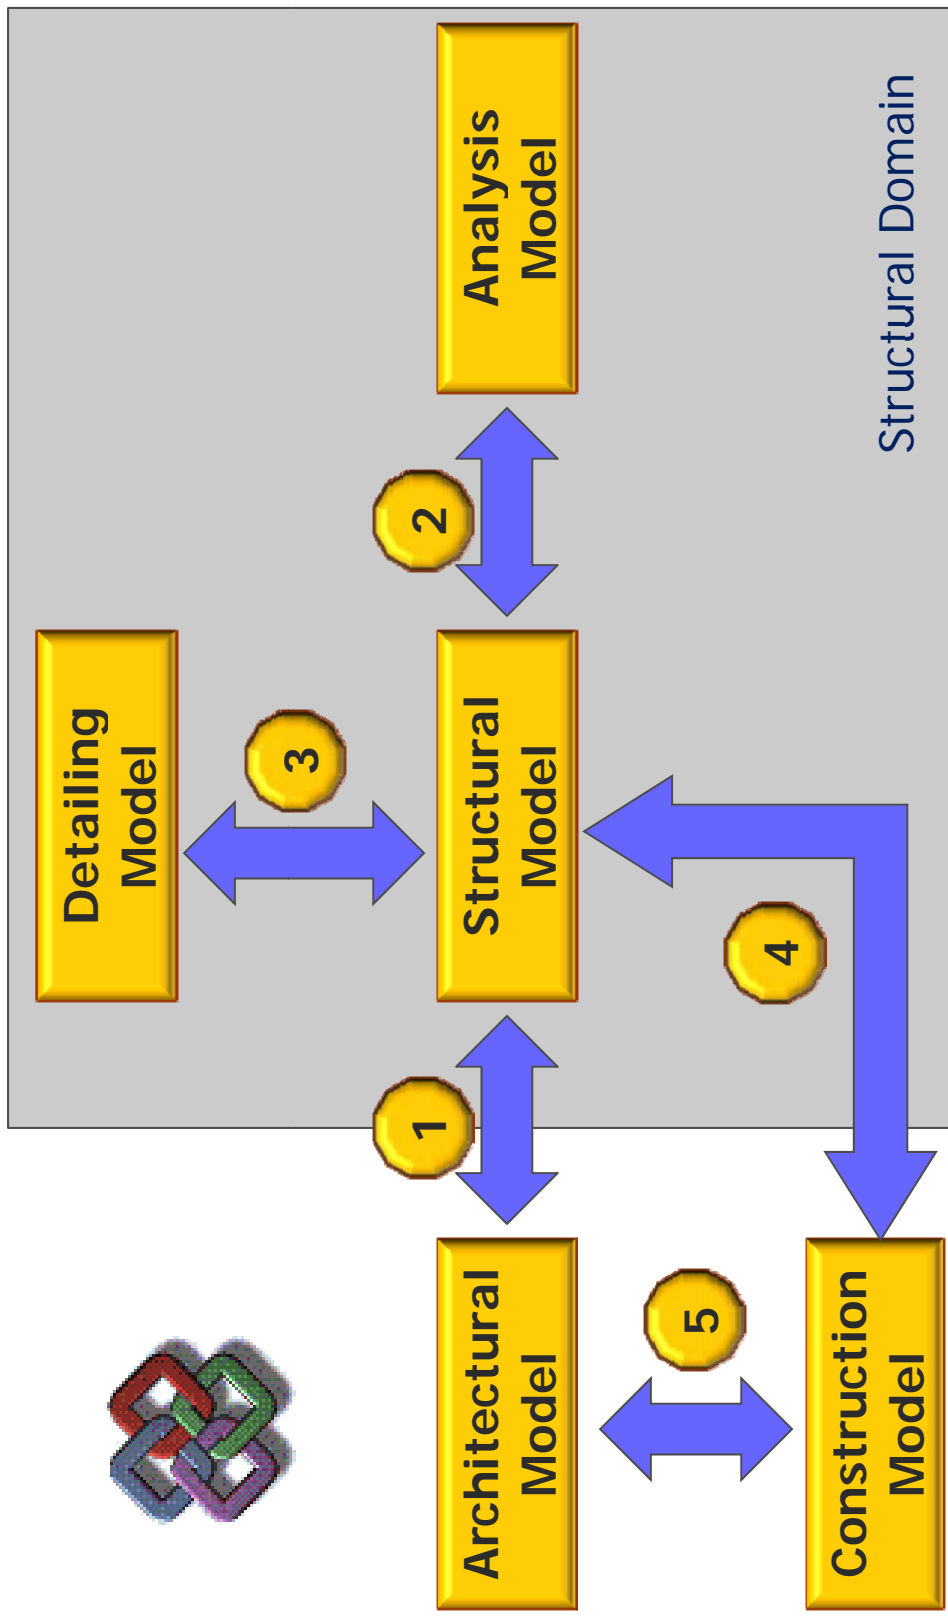 Detailing
Model
3
1
2
Architectural
Model
Structural
Model
Analysis
Model
5
4
Construction
Model
Structural Domain